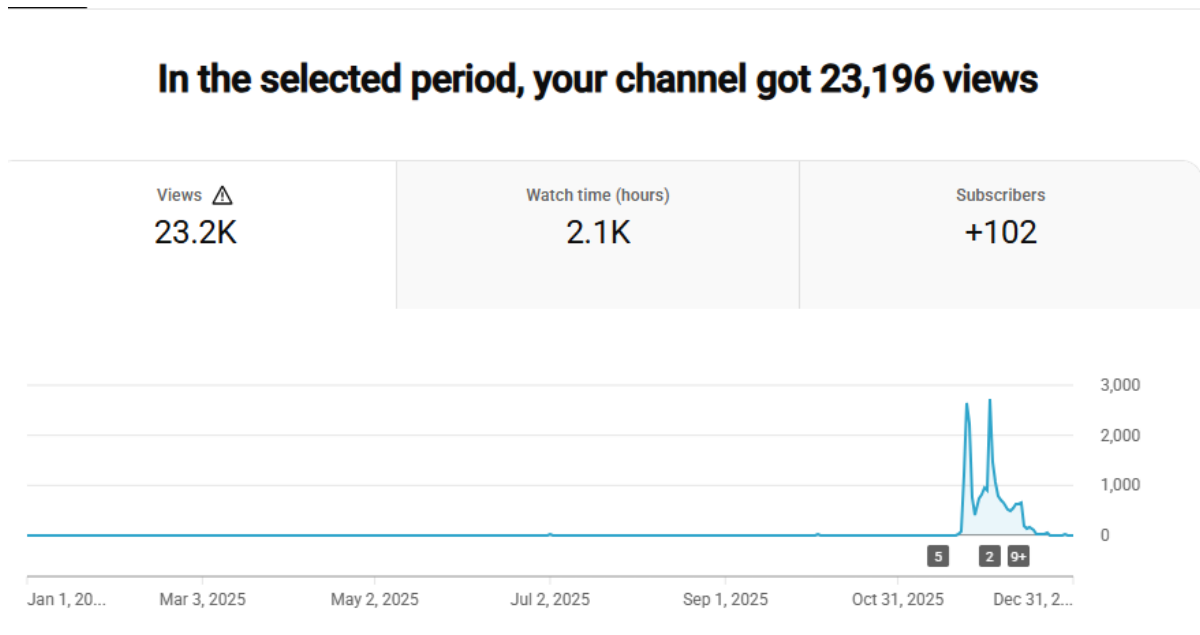 In the selected period, your channel got 23,196 views
Views
23.2K
Watch time (hours)
2.1K
Subscribers
+102
3,000
2,000
1,000
0
5 2 9+
Jan 1, 20... Mar 3, 2025 May 2, 2025 Jul 2, 2025 Sep 1, 2025 Oct 31, 2025 Dec 31, 2...